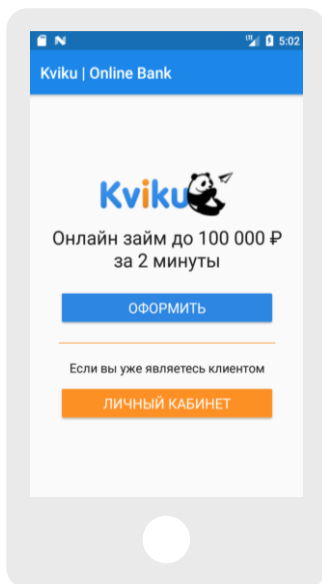 5:02
Kviku | Online Bank
Kviku
Онлайн займ до 100 000 ₽
за 2 минуты
ОФОРМИТЬ
Если вы уже являетесь клиентом
ЛИЧНЫЙ КАБИНЕТ